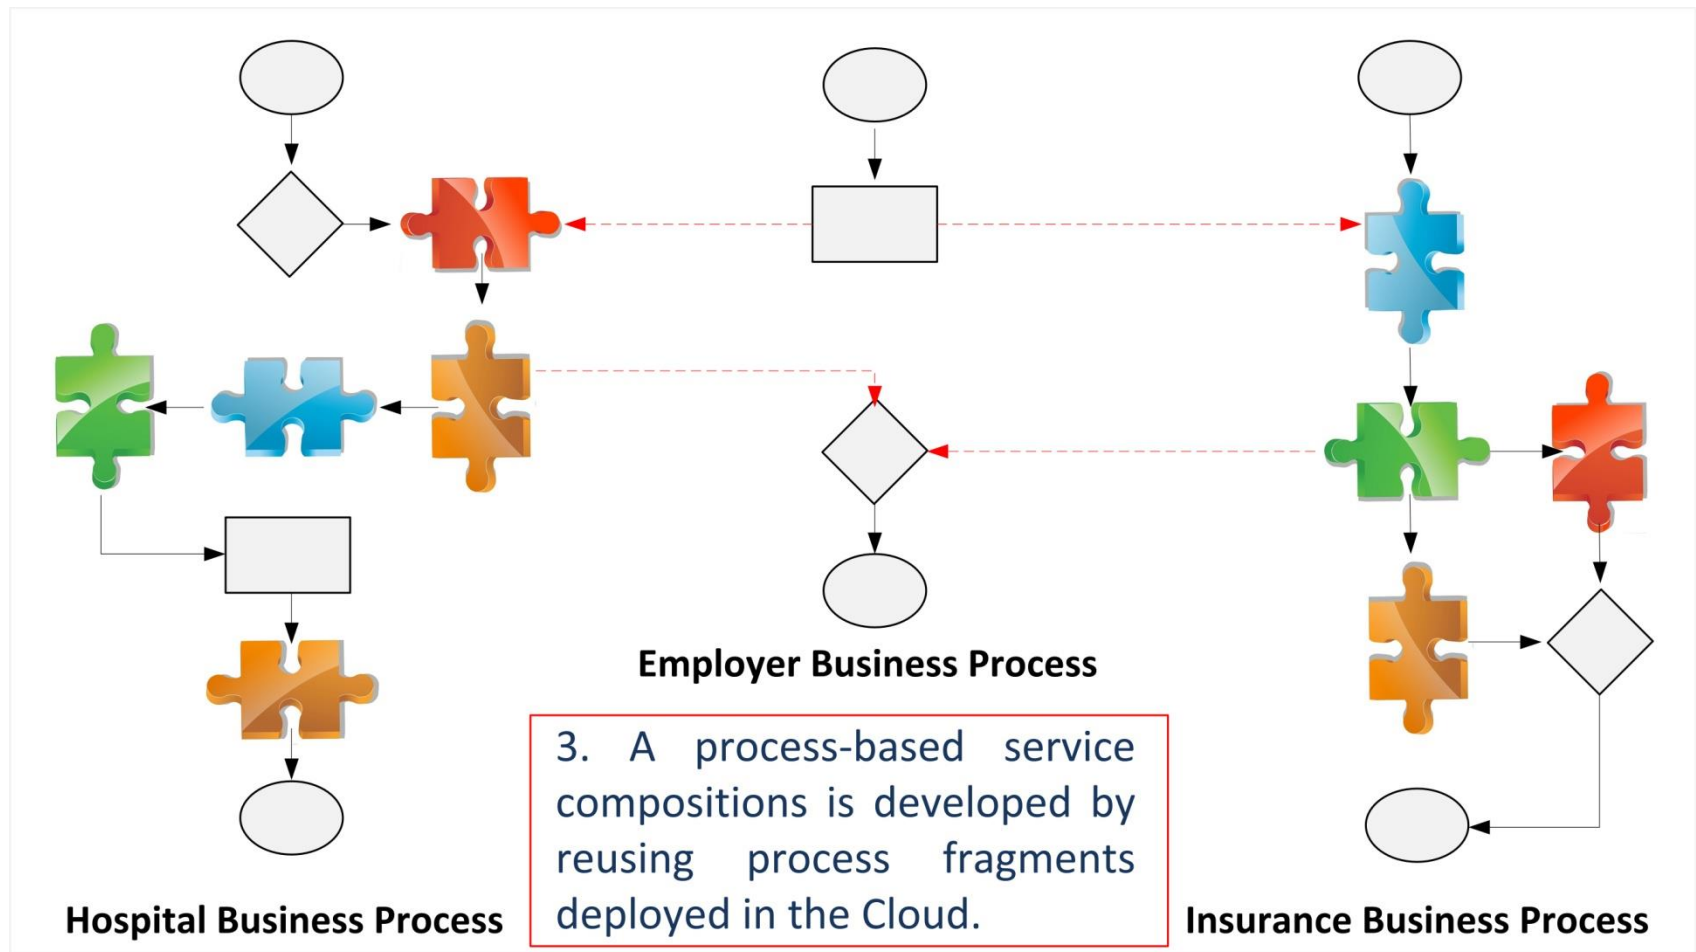 Employer Business Process
3. A process-based service
compositions is developed by
reusing process fragments
deployed in the Cloud.
Hospital Business Process
Insurance Business Process